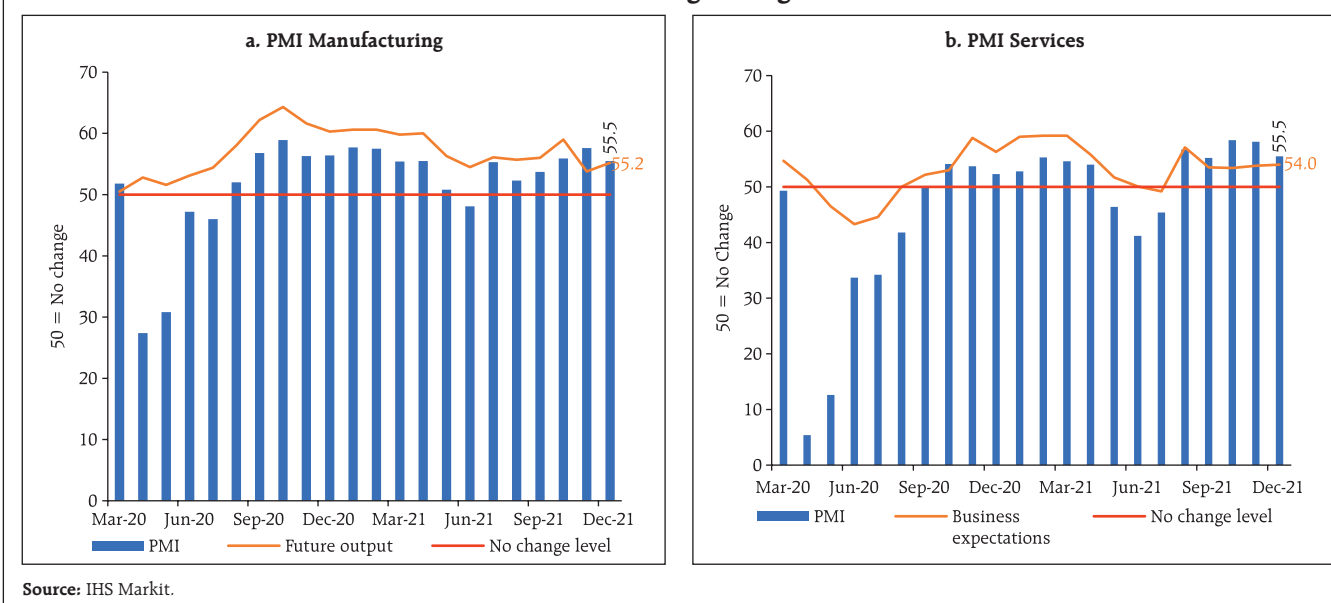 a. PMI Manufacturing
70
60
50
40
30
20
10
0
50 = No change
55.5
55.2
Mar-20 Jun-20 Sep-20 Dec-20 Mar-21 Jun-21 Sep-21 Dec-21
PMI Future output No change level
b. PMI Services
70
60
50
40
30
20
10
0
50 = No Change
55.5
54.0
Mar-20 Jun-20 Sep-20 Dec-20 Mar-21 Jun-21 Sep-21 Dec-21
PMI Business expectations No change level
Source: IHS Markit.